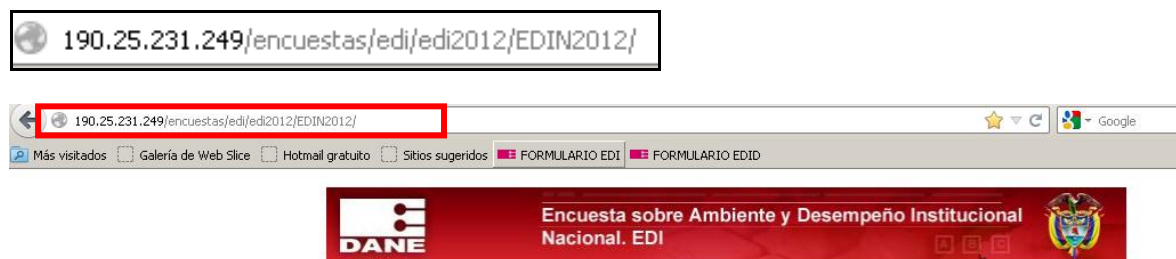 190.25.231.249/encuestas/edi/edi2012/EDIN2012/
190.25.231.249/encuestas/edi/edi2012/EDIN2012/ Google
Más visitados Galería de Web Slice Hotmail gratuito Sitios sugeridos FORMULARIO EDI FORMULARIO EDID
Encuesta sobre Ambiente y Desempeño Institucional
Nacional. EDI
DANE
A B C